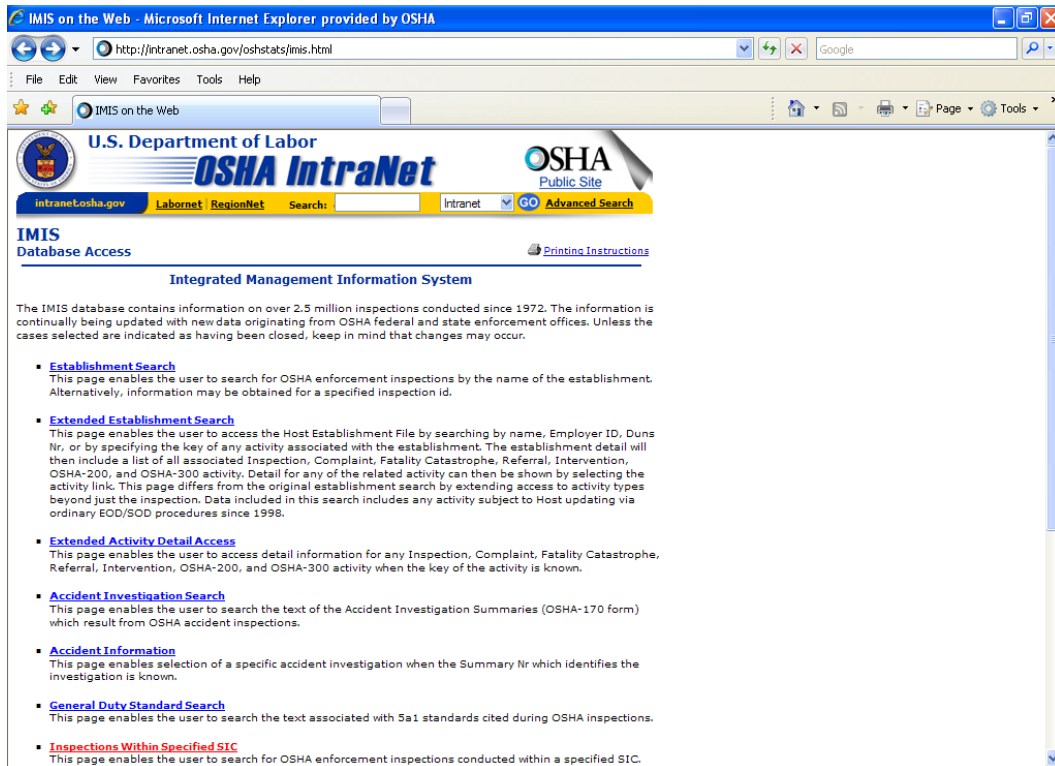 IMIS on the Web - Microsoft Internet Explorer provided by OSHA
http://intranet.osha.gov/oshstats/imis.html
Google
File Edit View Favorites Tools Help
IMIS on the Web
Page Tools
U.S. Department of Labor
OSHA IntraNet
OSHA
Public Site
intranet.osha.gov Labornet | RegionNet Search: Intranet GO Advanced Search
IMIS
Database Access
Printing Instructions
Integrated Management Information System
The IMIS database contains information on over 2.5 million inspections conducted since 1972. The information is
continually being updated with new data originating from OSHA federal and state enforcement offices. Unless the
cases selected are indicated as having been closed, keep in mind that changes may occur.
Establishment Search
This page enables the user to search for OSHA enforcement inspections by the name of the establishment.
Alternatively, information may be obtained for a specified inspection id.
Extended Establishment Search
This page enables the user to access the Host Establishment File by searching by name, Employer ID, Duns
Nr, or by specifying the key of any activity associated with the establishment. The establishment detail will
then include a list of all associated Inspection, Complaint, Fatality Catastrophe, Referral, Intervention,
OSHA-200, and OSHA-300 activity. Detail for any of the related activity can then be shown by selecting the
activity link. This page differs from the original establishment search by extending access to activity types
beyond just the inspection. Data included in this search includes any activity subject to Host updating via
ordinary EOD/SOD procedures since 1998.
Extended Activity Detail Access
This page enables the user to access detail information for any Inspection, Complaint, Fatality Catastrophe,
Referral, Intervention, OSHA-200, and OSHA-300 activity when the key of the activity is known.
Accident Investigation Search
This page enables the user to search the text of the Accident Investigation Summaries (OSHA-170 form)
which result from OSHA accident inspections.
Accident Information
This page enables selection of a specific accident investigation when the Summary Nr which identifies the
investigation is known.
General Duty Standard Search
This page enables the user to search the text associated with 5a1 standards cited during OSHA inspections.
Inspections Within Specified SIC
This page enables the user to search for OSHA enforcement inspections conducted within a specified SIC.